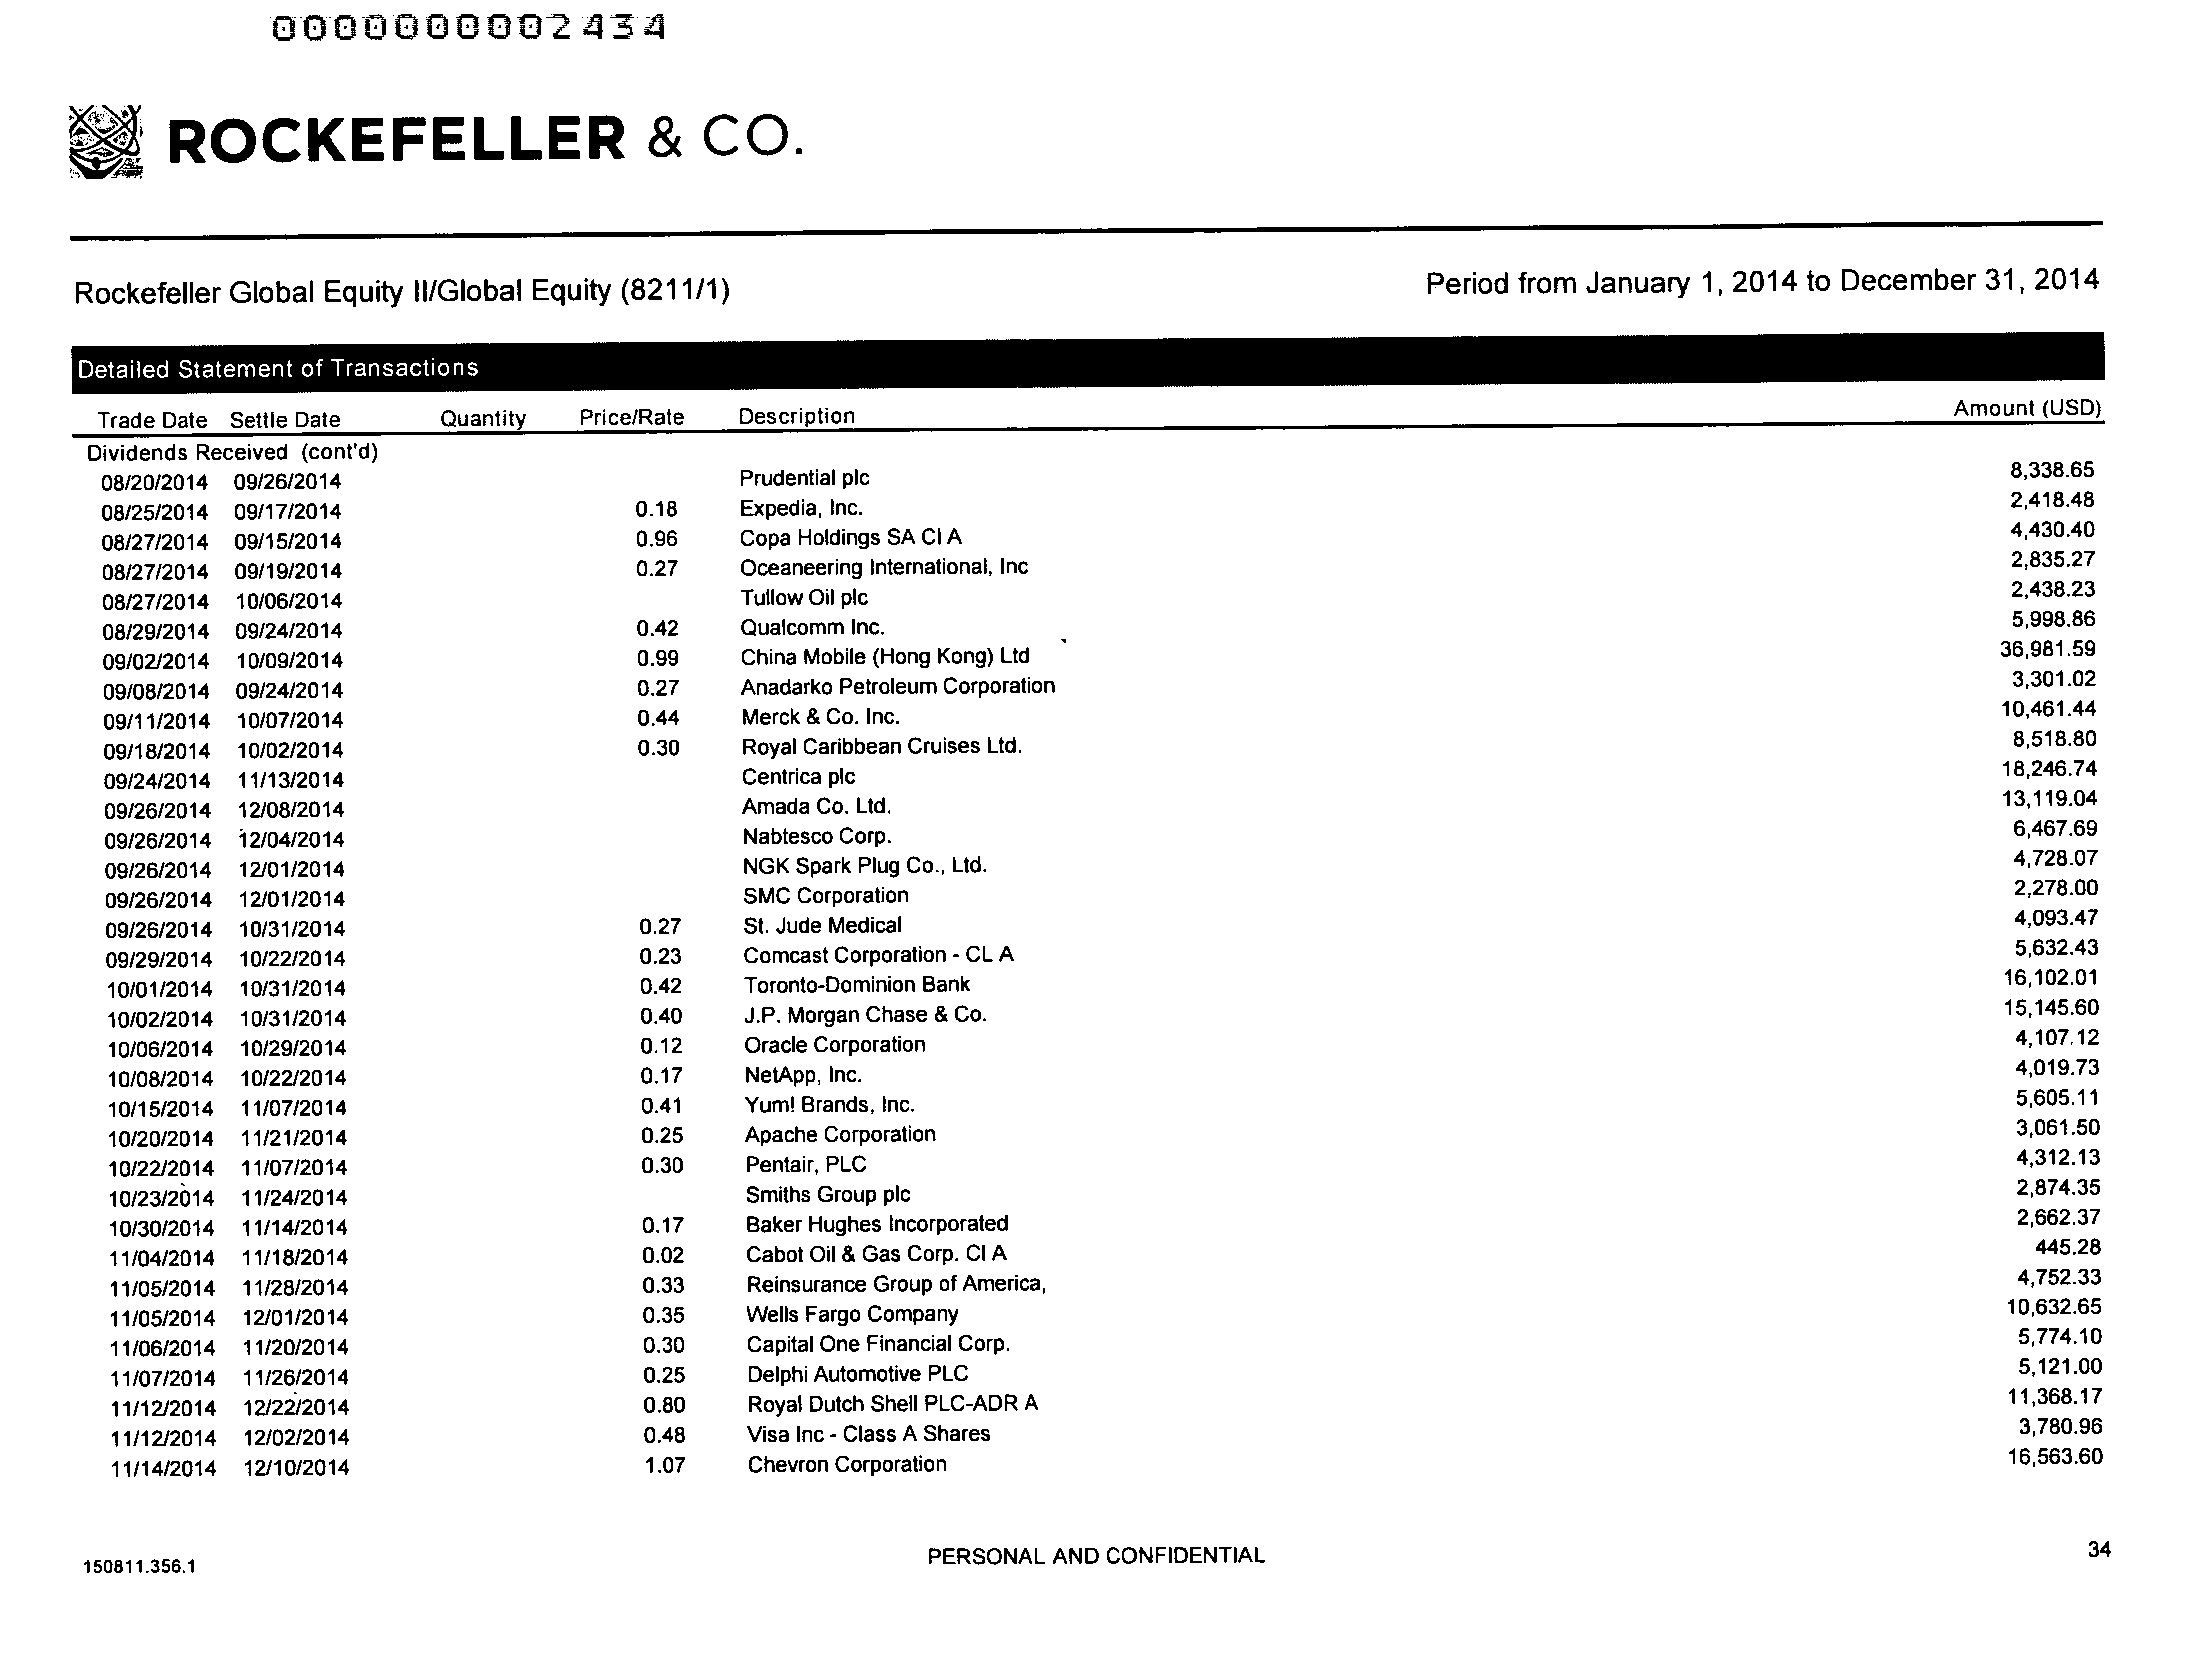 0000000002434
ROCKEFELLER & CO.
Rockefeller Global Equity II/Global Equity (8211/1) Period from January 1, 2014 to December 31, 2014
Detailed Statement of Transactions
Trade Date Settle Date Quantity Price/Rate Description Amount (USD)
Dividends Received (cont'd)
08/20/2014 09/26/2014 Prudential plc 8,338.65
08/25/2014 09/17/2014 0.18 Expedia, Inc. 2,418.48
08/27/2014 09/15/2014 0.96 Copa Holdings SA Cl A 4,430.40
08/27/2014 09/19/2014 0.27 Oceaneering International, Inc 2,835.27
08/27/2014 10/06/2014 Tullow Oil plc 2,438.23
08/29/2014 09/24/2014 0.42 Qualcomm Inc. 5,998.86
09/02/2014 10/09/2014 0.99 China Mobile (Hong Kong) Ltd 36,981.59
09/08/2014 09/24/2014 0.27 Anadarko Petroleum Corporation 3,301.02
09/11/2014 10/07/2014 0.44 Merck & Co. Inc. 10,461.44
09/18/2014 10/02/2014 0.30 Royal Caribbean Cruises Ltd. 8,518.80
09/24/2014 11/13/2014 Centrica plc 18,246.74
09/26/2014 12/08/2014 Amada Co. Ltd. 13,119.04
09/26/2014 12/04/2014 Nabtesco Corp. 6,467.69
09/26/2014 12/01/2014 NGK Spark Plug Co., Ltd. 4,728.07
09/26/2014 12/01/2014 SMC Corporation 2,278.00
09/26/2014 10/31/2014 0.27 St. Jude Medical 4,093.47
09/29/2014 10/22/2014 0.23 Comcast Corporation - CL A 5,632.43
10/01/2014 10/31/2014 0.42 Toronto-Dominion Bank 16,102.01
10/02/2014 10/31/2014 0.40 J.P. Morgan Chase & Co. 15,145.60
10/06/2014 10/29/2014 0.12 Oracle Corporation 4,107.12
10/08/2014 10/22/2014 0.17 NetApp, Inc. 4,019.73
10/15/2014 11/07/2014 0.41 Yum! Brands, Inc. 5,605.11
10/20/2014 11/21/2014 0.25 Apache Corporation 3,061.50
10/22/2014 11/07/2014 0.30 Pentair, PLC 4,312.13
10/23/2014 11/24/2014 Smiths Group plc 2,874.35
10/30/2014 11/14/2014 0.17 Baker Hughes Incorporated 2,662.37
11/04/2014 11/18/2014 0.02 Cabot Oil & Gas Corp. Cl A 445.28
11/05/2014 11/28/2014 0.33 Reinsurance Group of America, 4,752.33
11/05/2014 12/01/2014 0.35 Wells Fargo Company 10,632.65
11/06/2014 11/20/2014 0.30 Capital One Financial Corp. 5,774.10
11/07/2014 11/26/2014 0.25 Delphi Automotive PLC 5,121.00
11/12/2014 12/22/2014 0.80 Royal Dutch Shell PLC-ADR A 11,368.17
11/12/2014 12/02/2014 0.48 Visa Inc - Class A Shares 3,780.96
11/14/2014 12/10/2014 1.07 Chevron Corporation 16,563.60
150811.356.1 PERSONAL AND CONFIDENTIAL 34